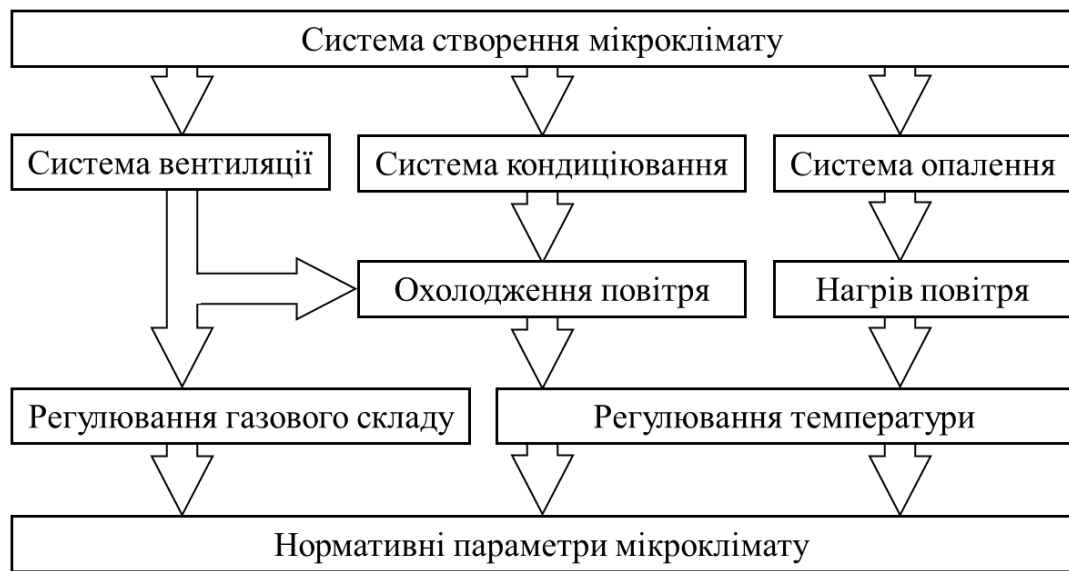 Система створення мікроклімату
Система вентиляції
Система кондиціювання
Система опалення
Охолодження повітря
Нагрів повітря
Регулювання газового складу
Регулювання температури
Нормативні параметри мікроклімату